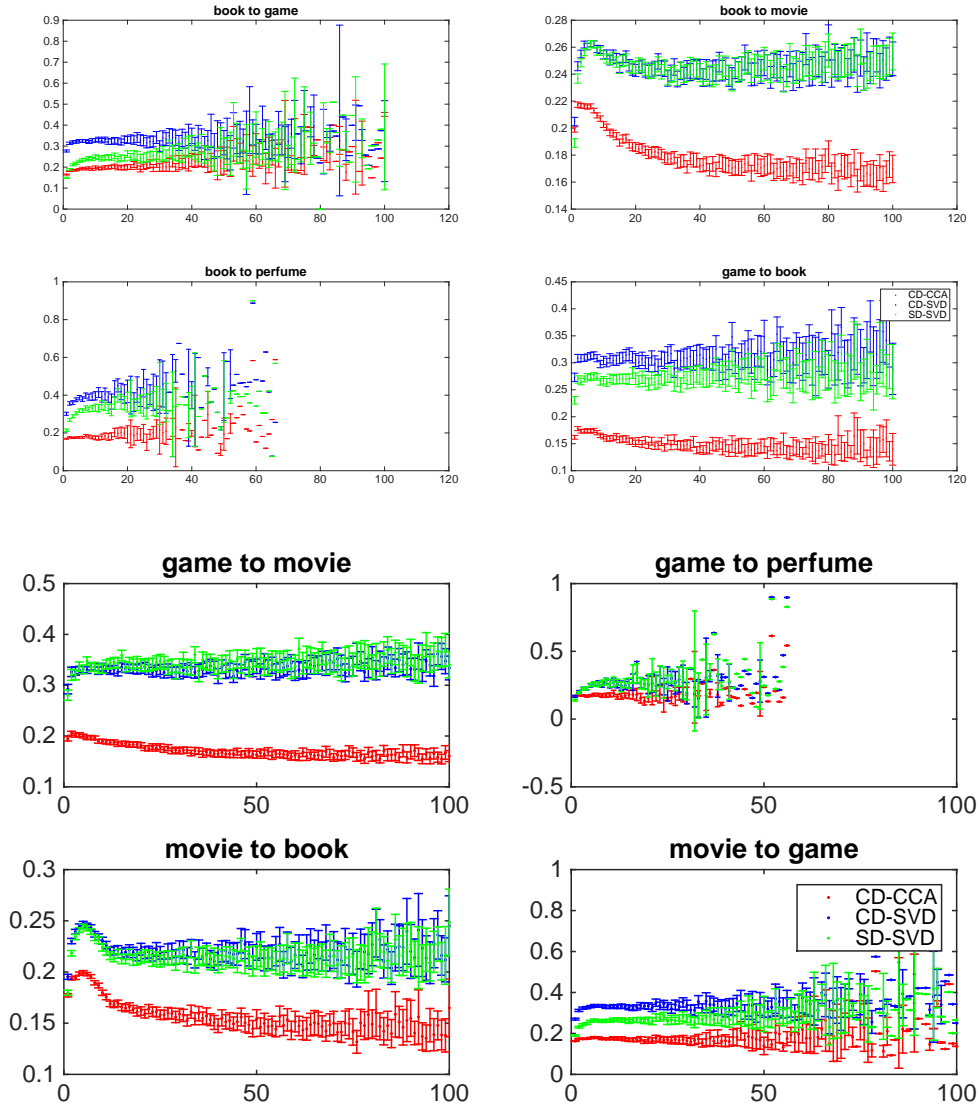 book to game
0.9
0.8
0.7
0.6
0.5
0.4
0.3
0.2
0.1
0
0 20 40 60 80 100 120
book to movie
0.28
0.26
0.24
0.22
0.2
0.18
0.16
0.14
0 20 40 60 80 100 120
book to perfume
1
0.8
0.6
0.4
0.2
0
0 20 40 60 80 100 120
game to book
0.45
0.4
0.35
0.3
0.25
0.2
0.15
0.1
0 20 40 60 80 100 120
CD-CCA
CD-SVD
SD-SVD
game to movie
0.5
0.4
0.3
0.2
0.1
0 50 100
game to perfume
1
0.5
0
-0.5
0 50 100
movie to book
0.3
0.25
0.2
0.15
0.1
0 50 100
movie to game
1
0.8
0.6
0.4
0.2
0
0 50 100
CD-CCA
CD-SVD
SD-SVD